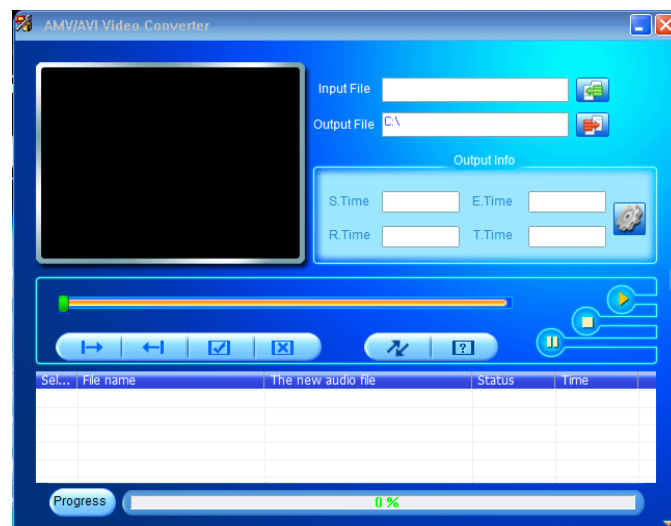 AMV/AVI Video Converter
Input File
Output File C:\
Output Info
S.Time E.Time
R.Time T.Time
?
Sel... File name The new audio file Status Time
Progress 0 %